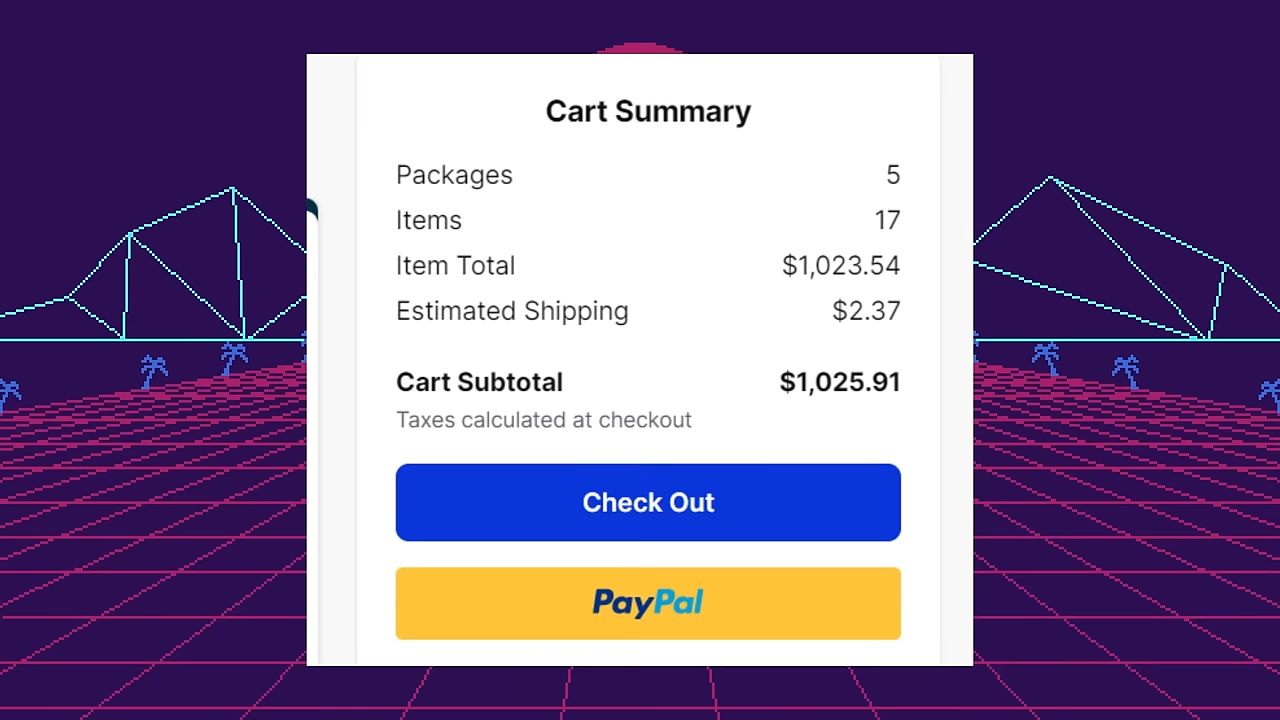 Cart Summary
Packages 5
Items 17
Item Total $1,023.54
Estimated Shipping $2.37
Cart Subtotal $1,025.91
Taxes calculated at checkout
Check Out
PayPal